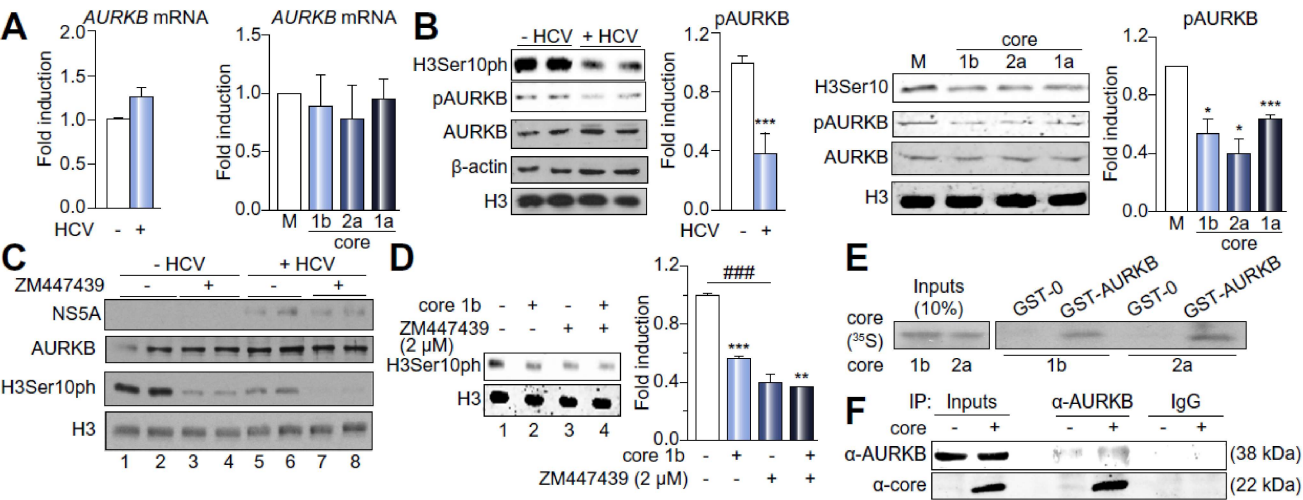 A
AURKB mRNA
Fold induction
2.0
1.5
1.0
0.0
HCV - +
AURKB mRNA
Fold induction
1.5
1.0
0.5
0.0
M 1b 2a 1a
core
B
- HCV + HCV
H3Ser10ph
pAURKB
AURKB
β-actin
H3
pAURKB
Fold induction
1.2
0.8
0.4
0.0
***
HCV - +
core
M 1b 2a 1a
H3Ser10
pAURKB
AURKB
H3
pAURKB
Fold induction
1.2
0.8
0.4
0.0
* * ***
M 1b 2a 1a
core
C
- HCV + HCV
ZM447439 - + - +
NS5A
AURKB
H3Ser10ph
H3
1 2 3 4 5 6 7 8
D
core 1b - + - +
ZM447439 - - + +
(2 µM)
H3Ser10ph
H3
1 2 3 4
Fold induction
1.2
0.8
0.4
0.0
###
***
**
core 1b - + - +
ZM447439 (2 µM) - - + +
E
Inputs
(10%)
GST-0
GST-AURKB
GST-0
GST-AURKB
core
(35S)
core 1b 2a 1b 2a
F
IP: Inputs α-AURKB IgG
core - + - + - +
α-AURKB (38 kDa)
α-core (22 kDa)